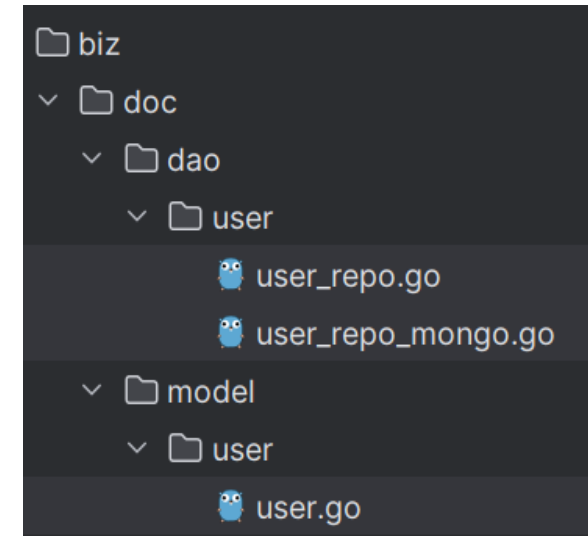 biz
doc
dao
user
user_repo.go
user_repo_mongo.go
model
user
user.go